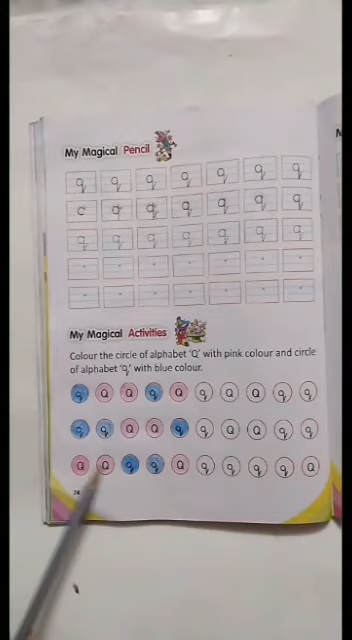 My Magical Pencil
q q q q q q q
c q q q q q q
q q q q q q q
My Magical Activities
Colour the circle of alphabet 'Q' with pink colour and circle
of alphabet 'q' with blue colour.
q Q Q q Q q Q Q q q
q q Q Q q q Q Q q q
Q Q q q Q q q q q Q